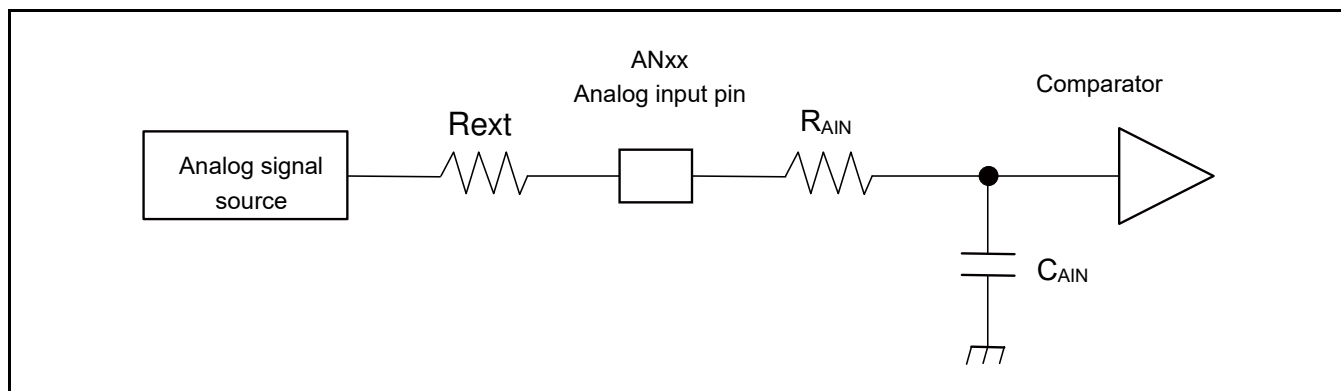 ANxx
Analog input pin
Comparator
Rext
RAIN
Analog signal
source
CAIN